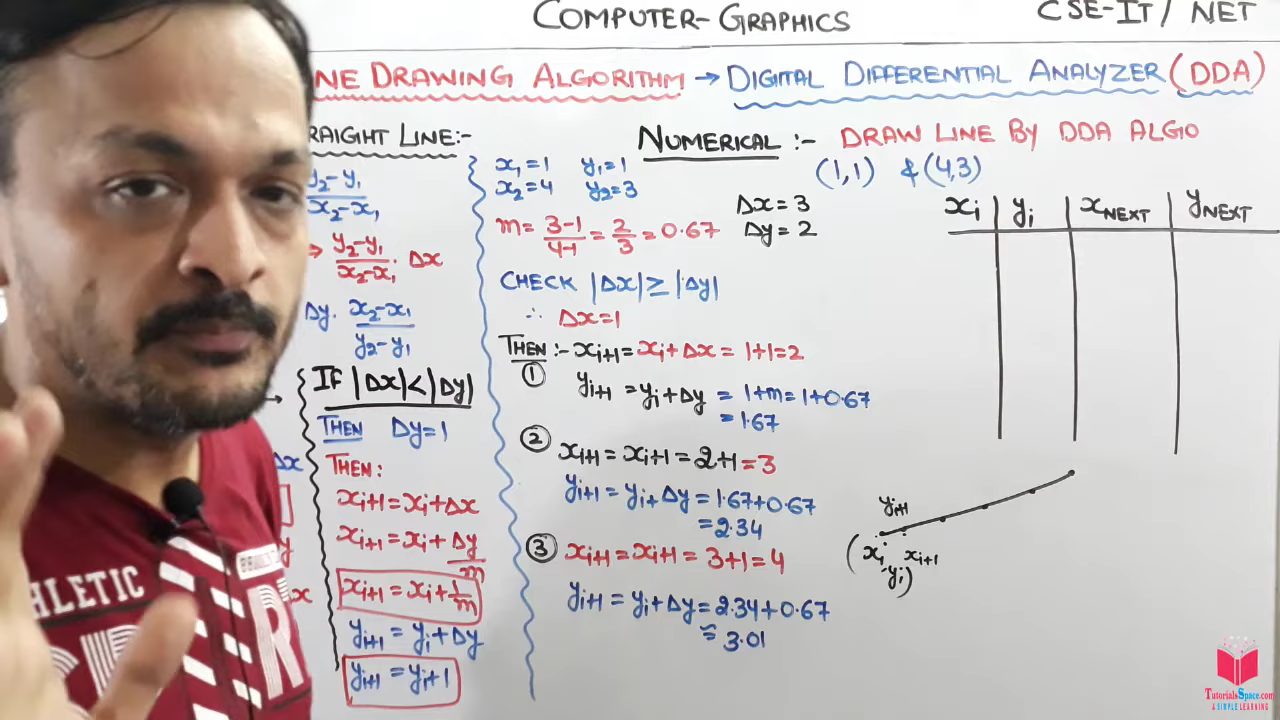 COMPUTER-GRAPHICS
CSE-IT / NET
INE DRAWING ALGORITHM → DIGITAL DIFFERENTIAL ANALYZER (DDA)
RAIGHT LINE:-
y2-y1
x2-x1
⇒ y2-y1
x2-x1 . Δx
Δy. x2-x1
y2-y1
IF |Δx|<|Δy|
THEN Δy=1
THEN:
xi+1=xi+Δx
xi+1=xi+Δy
m
xi+1=xi+1/m
yi+1=yi+Δy
yi+1=yi+1
NUMERICAL :- DRAW LINE BY DDA ALGO
(1,1) & (4,3)
x1=1 y1=1
x2=4 y2=3
Δx=3
Δy=2
m= 3-1/4-1 = 2/3 = 0.67
CHECK |Δx|≥|Δy|
∴ Δx=1
THEN :- xi+1=xi+Δx= 1+1=2
① yi+1 =yi+Δy = 1+m=1+0.67
= 1.67
② xi+1=xi+1=2+1=3
yi+1=yi+Δy=1.67+0.67
=2.34
③ xi+1=xi+1= 3+1=4
yi+1=yi+Δy=2.34+0.67
≈ 3.01
xi yi xNEXT yNEXT
yi+1
(xi xi+1
yi)
ATHLETIC
TutorialsSpace.com
A SIMPLE LEARNING